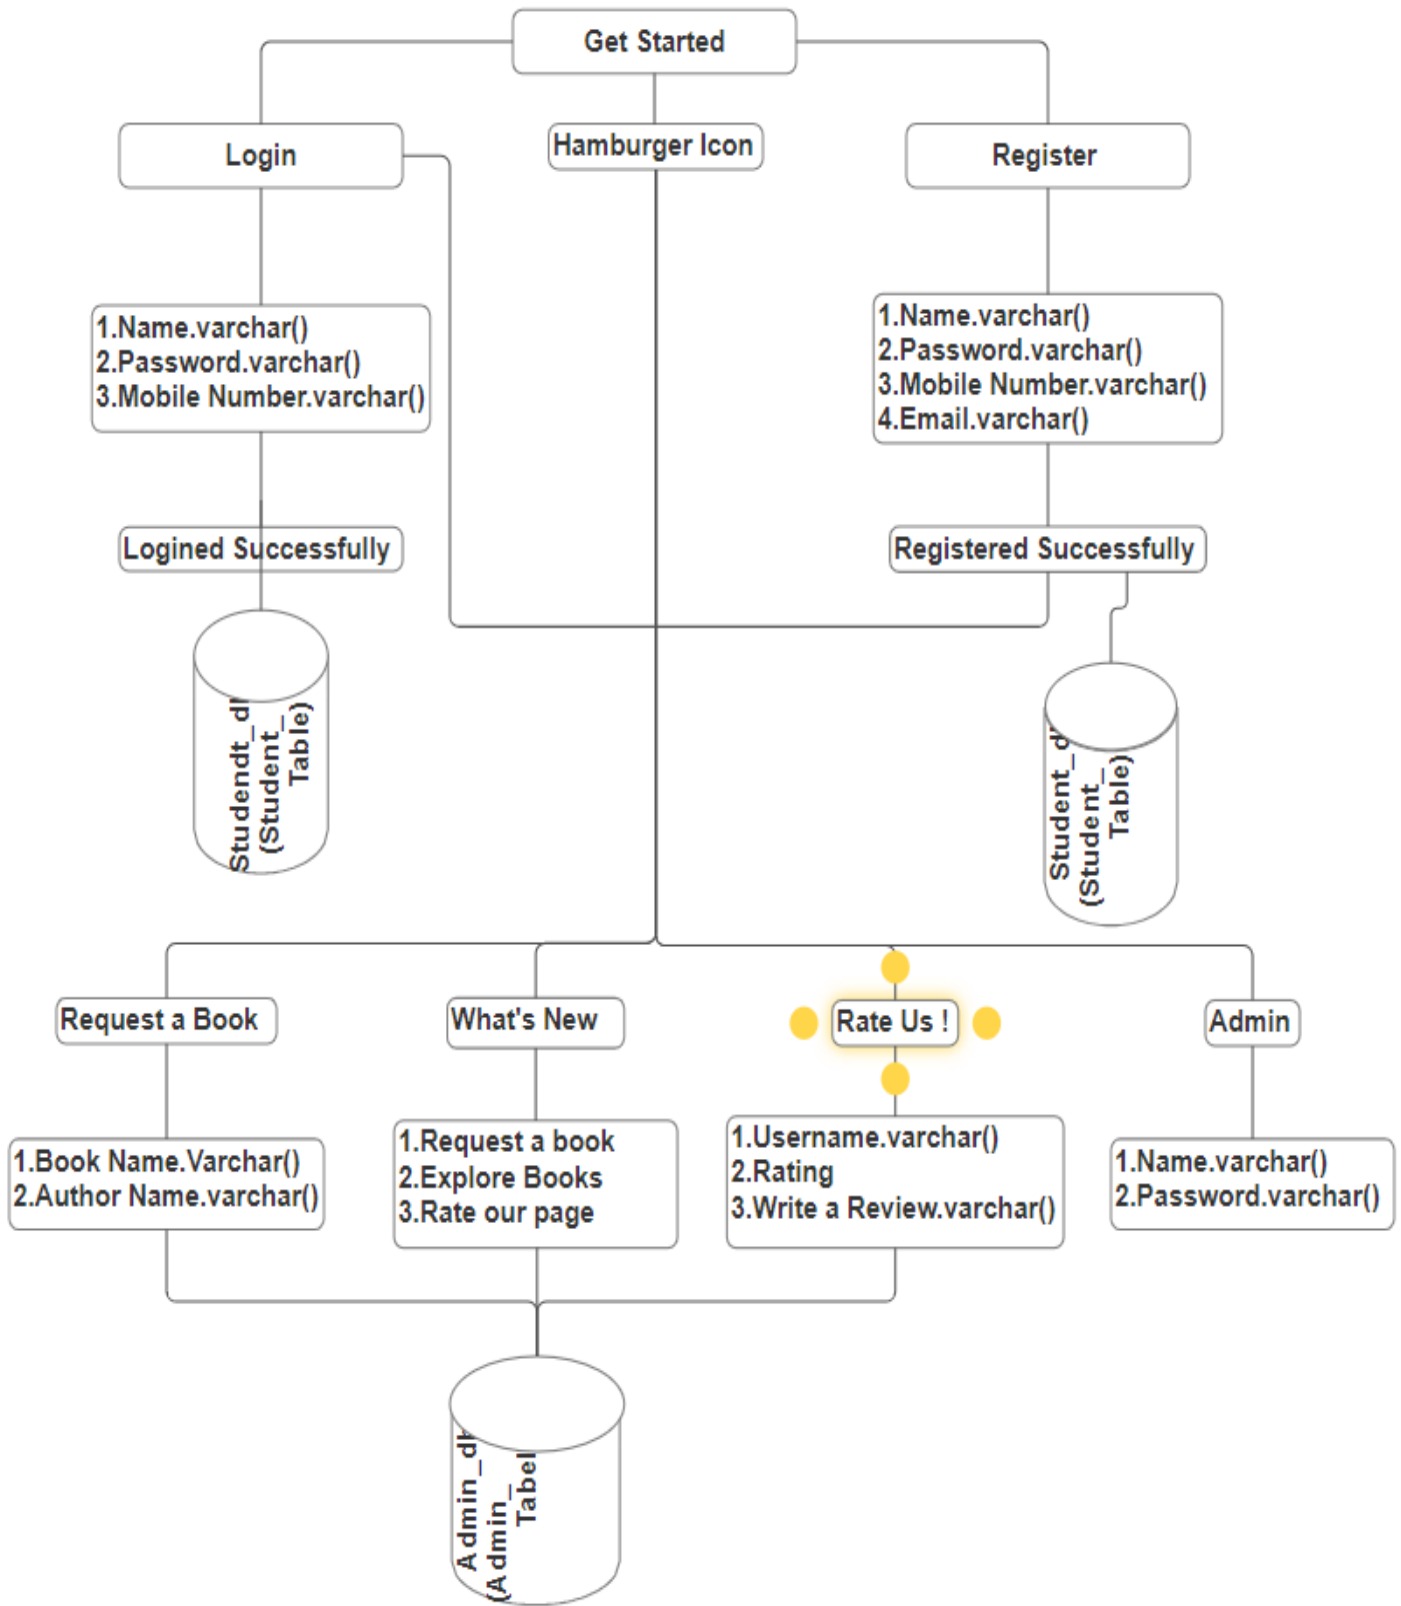 Get Started
Login
Hamburger Icon
Register
1.Name.varchar()
2.Password.varchar()
3.Mobile Number.varchar()
1.Name.varchar()
2.Password.varchar()
3.Mobile Number.varchar()
4.Email.varchar()
Logined Successfully
Registered Successfully
(Student_
Table)
(Student_
Table)
Request a Book
What's New
Rate Us !
Admin
1.Book Name.Varchar()
2.Author Name.varchar()
1.Request a book
2.Explore Books
3.Rate our page
1.Username.varchar()
2.Rating
3.Write a Review.varchar()
1.Name.varchar()
2.Password.varchar()
(Admin_
Tabel